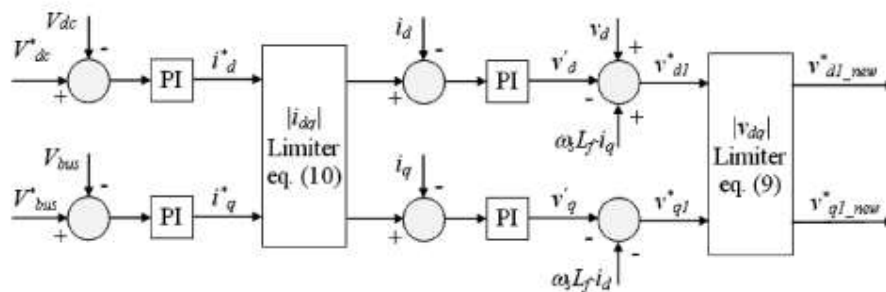 V_dc
-
V*_dc
+
PI
i*_d
i_d
-
+
PI
v'_d
v_d
+
-
+
v*_d1
ω_s L_f·i_q
v*_d1_new
|i_dq|
Limiter
eq. (10)
|v_dq|
Limiter
eq. (9)
V_bus
-
V*_bus
+
PI
i*_q
i_q
-
+
PI
v'_q
-
-
v*_q1
ω_s L_f·i_d
v*_q1_new